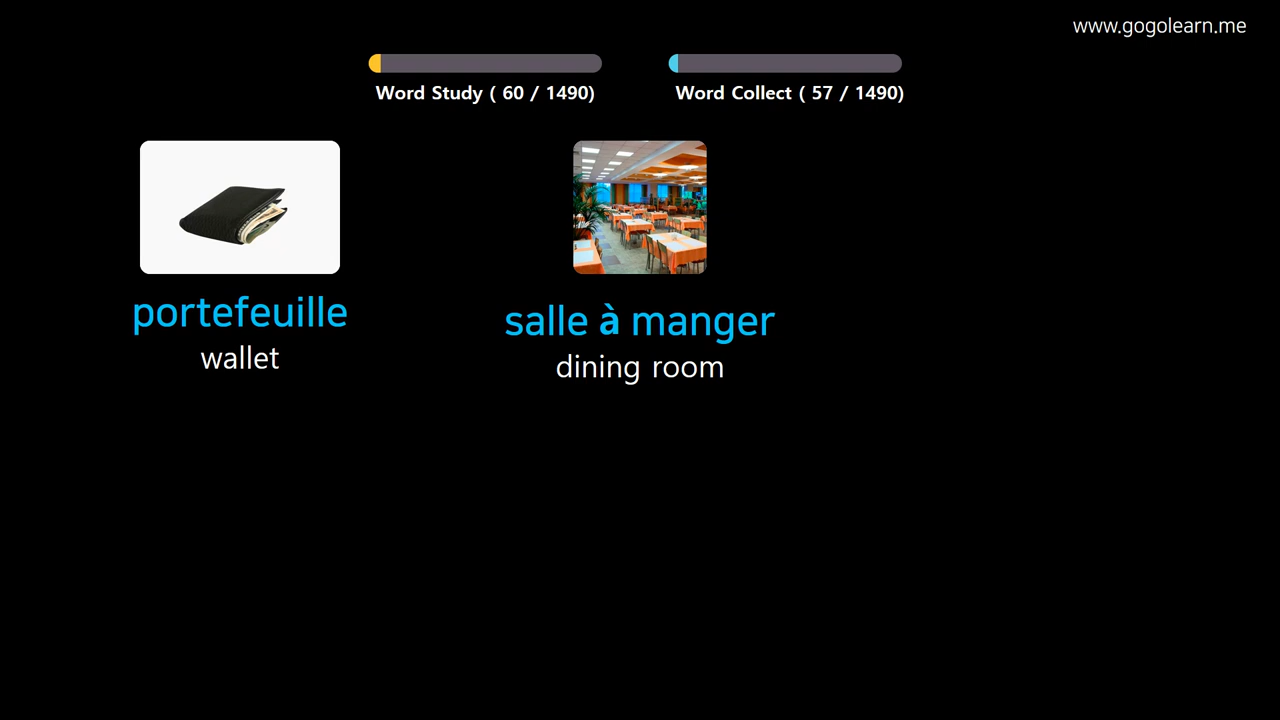 www.gogolearn.me
Word Study ( 60 / 1490)
Word Collect ( 57 / 1490)
portefeuille
wallet
salle à manger
dining room